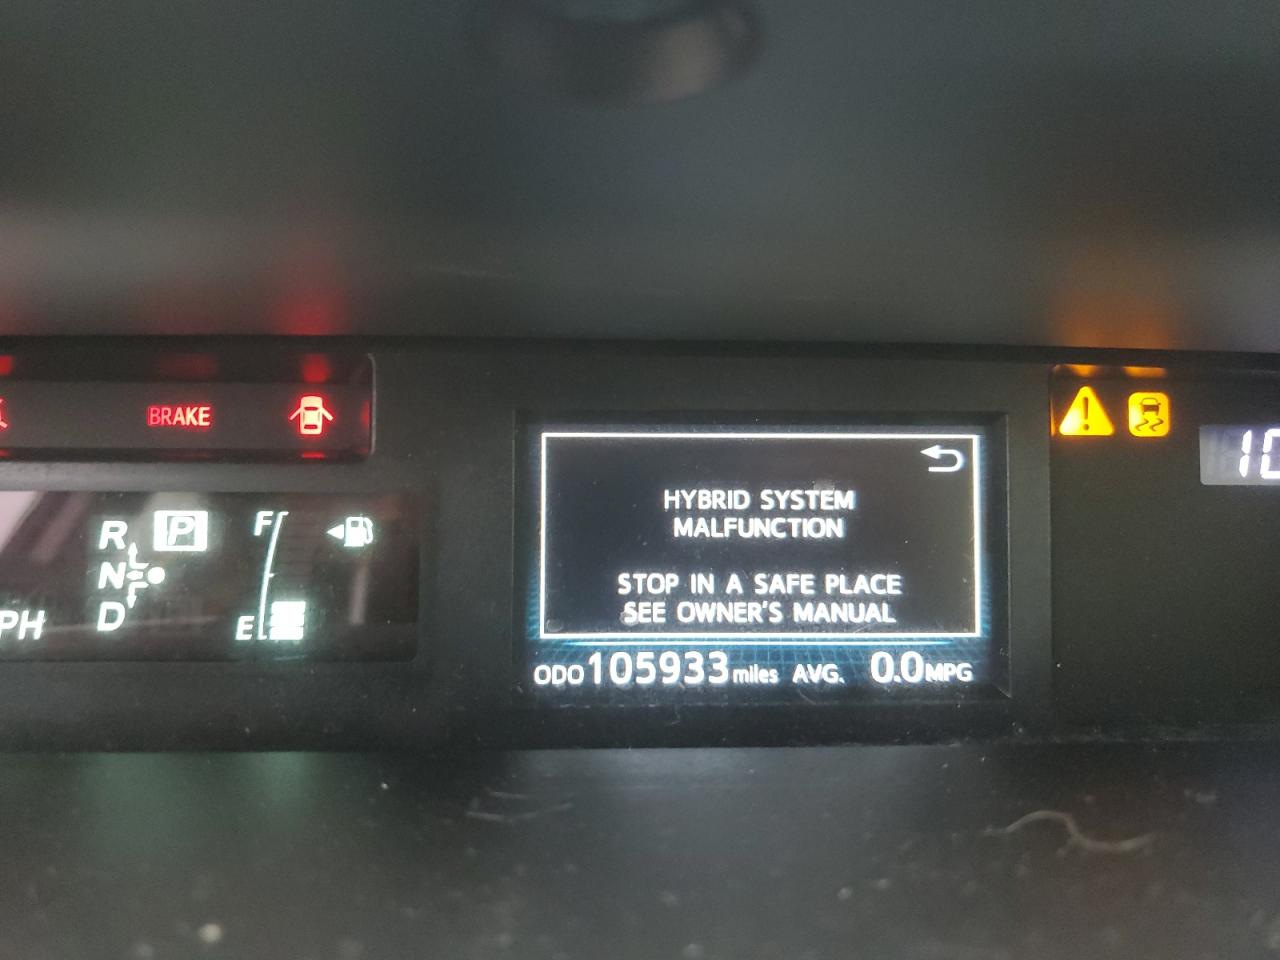 BRAKE
HYBRID SYSTEM
MALFUNCTION
STOP IN A SAFE PLACE
SEE OWNER'S MANUAL
ODO 105933 miles AVG. 0.0 MPG
R P
N
D
F
E
PH
10